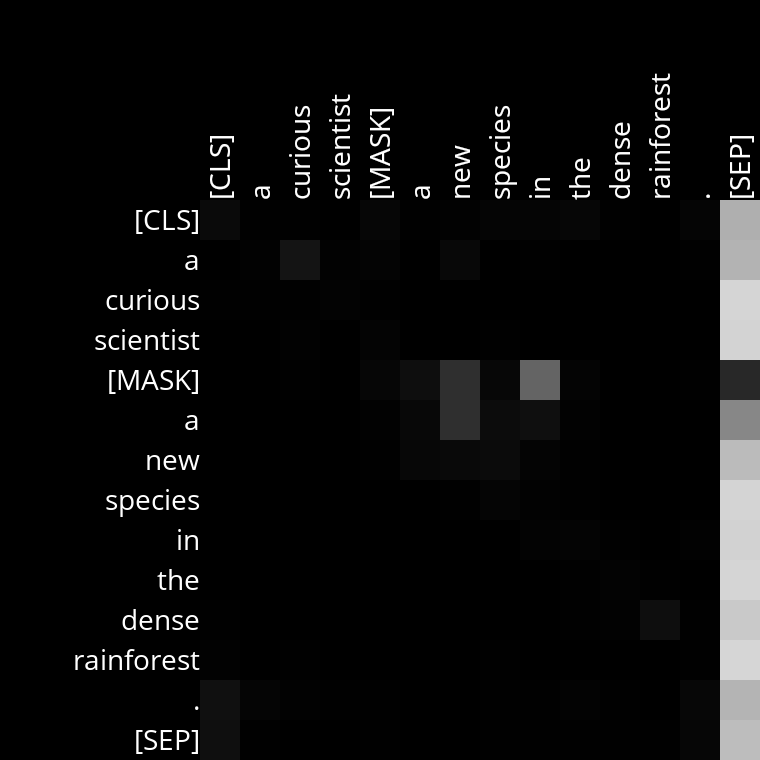 [CLS]
a
curious
scientist
[MASK]
a
new
species
in
the
dense
rainforest
.
[SEP]
[CLS]
a
curious
scientist
[MASK]
a
new
species
in
the
dense
rainforest
.
[SEP]